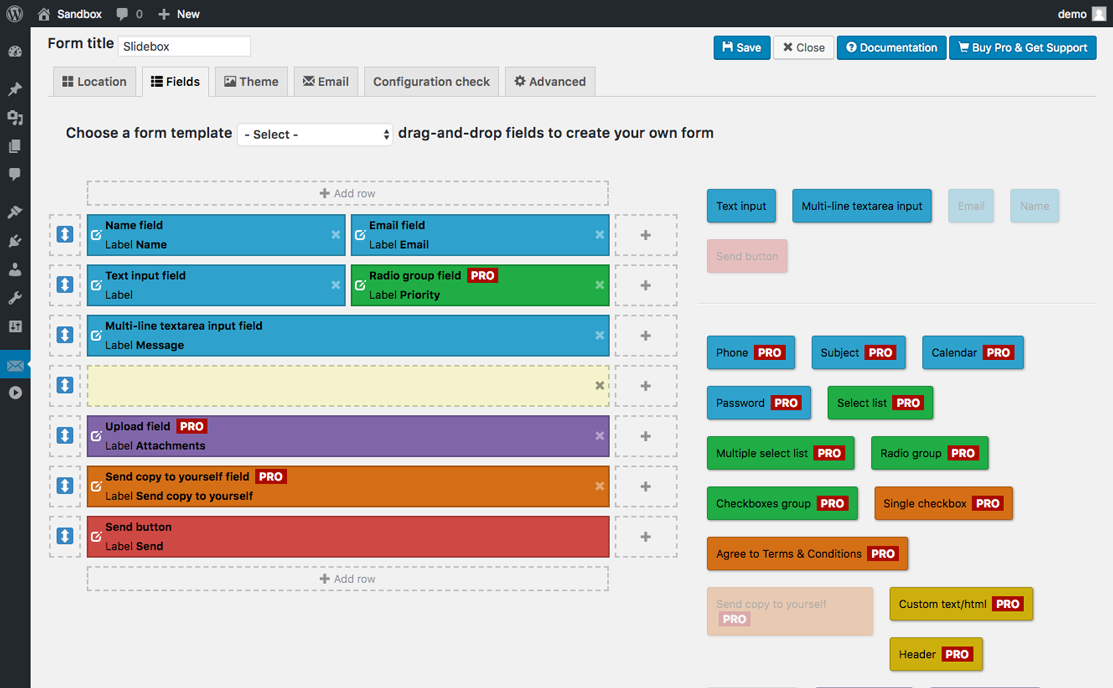 Sandbox 0 New demo
Form title Slidebox Save Close Documentation Buy Pro & Get Support
Location Fields Theme Email Configuration check Advanced
Choose a form template - Select - drag-and-drop fields to create your own form
Add row
Name field
Label Name
Email field
Label Email
Text input field
Label
Radio group field PRO
Label Priority
Multi-line textarea input field
Label Message
Upload field PRO
Label Attachments
Send copy to yourself field PRO
Label Send copy to yourself
Send button
Label Send
Add row
Text input Multi-line textarea input Email Name
Send button
Phone PRO Subject PRO Calendar PRO
Password PRO Select list PRO
Multiple select list PRO Radio group PRO
Checkboxes group PRO Single checkbox PRO
Agree to Terms & Conditions PRO
Send copy to yourself
PRO
Custom text/html PRO
Header PRO